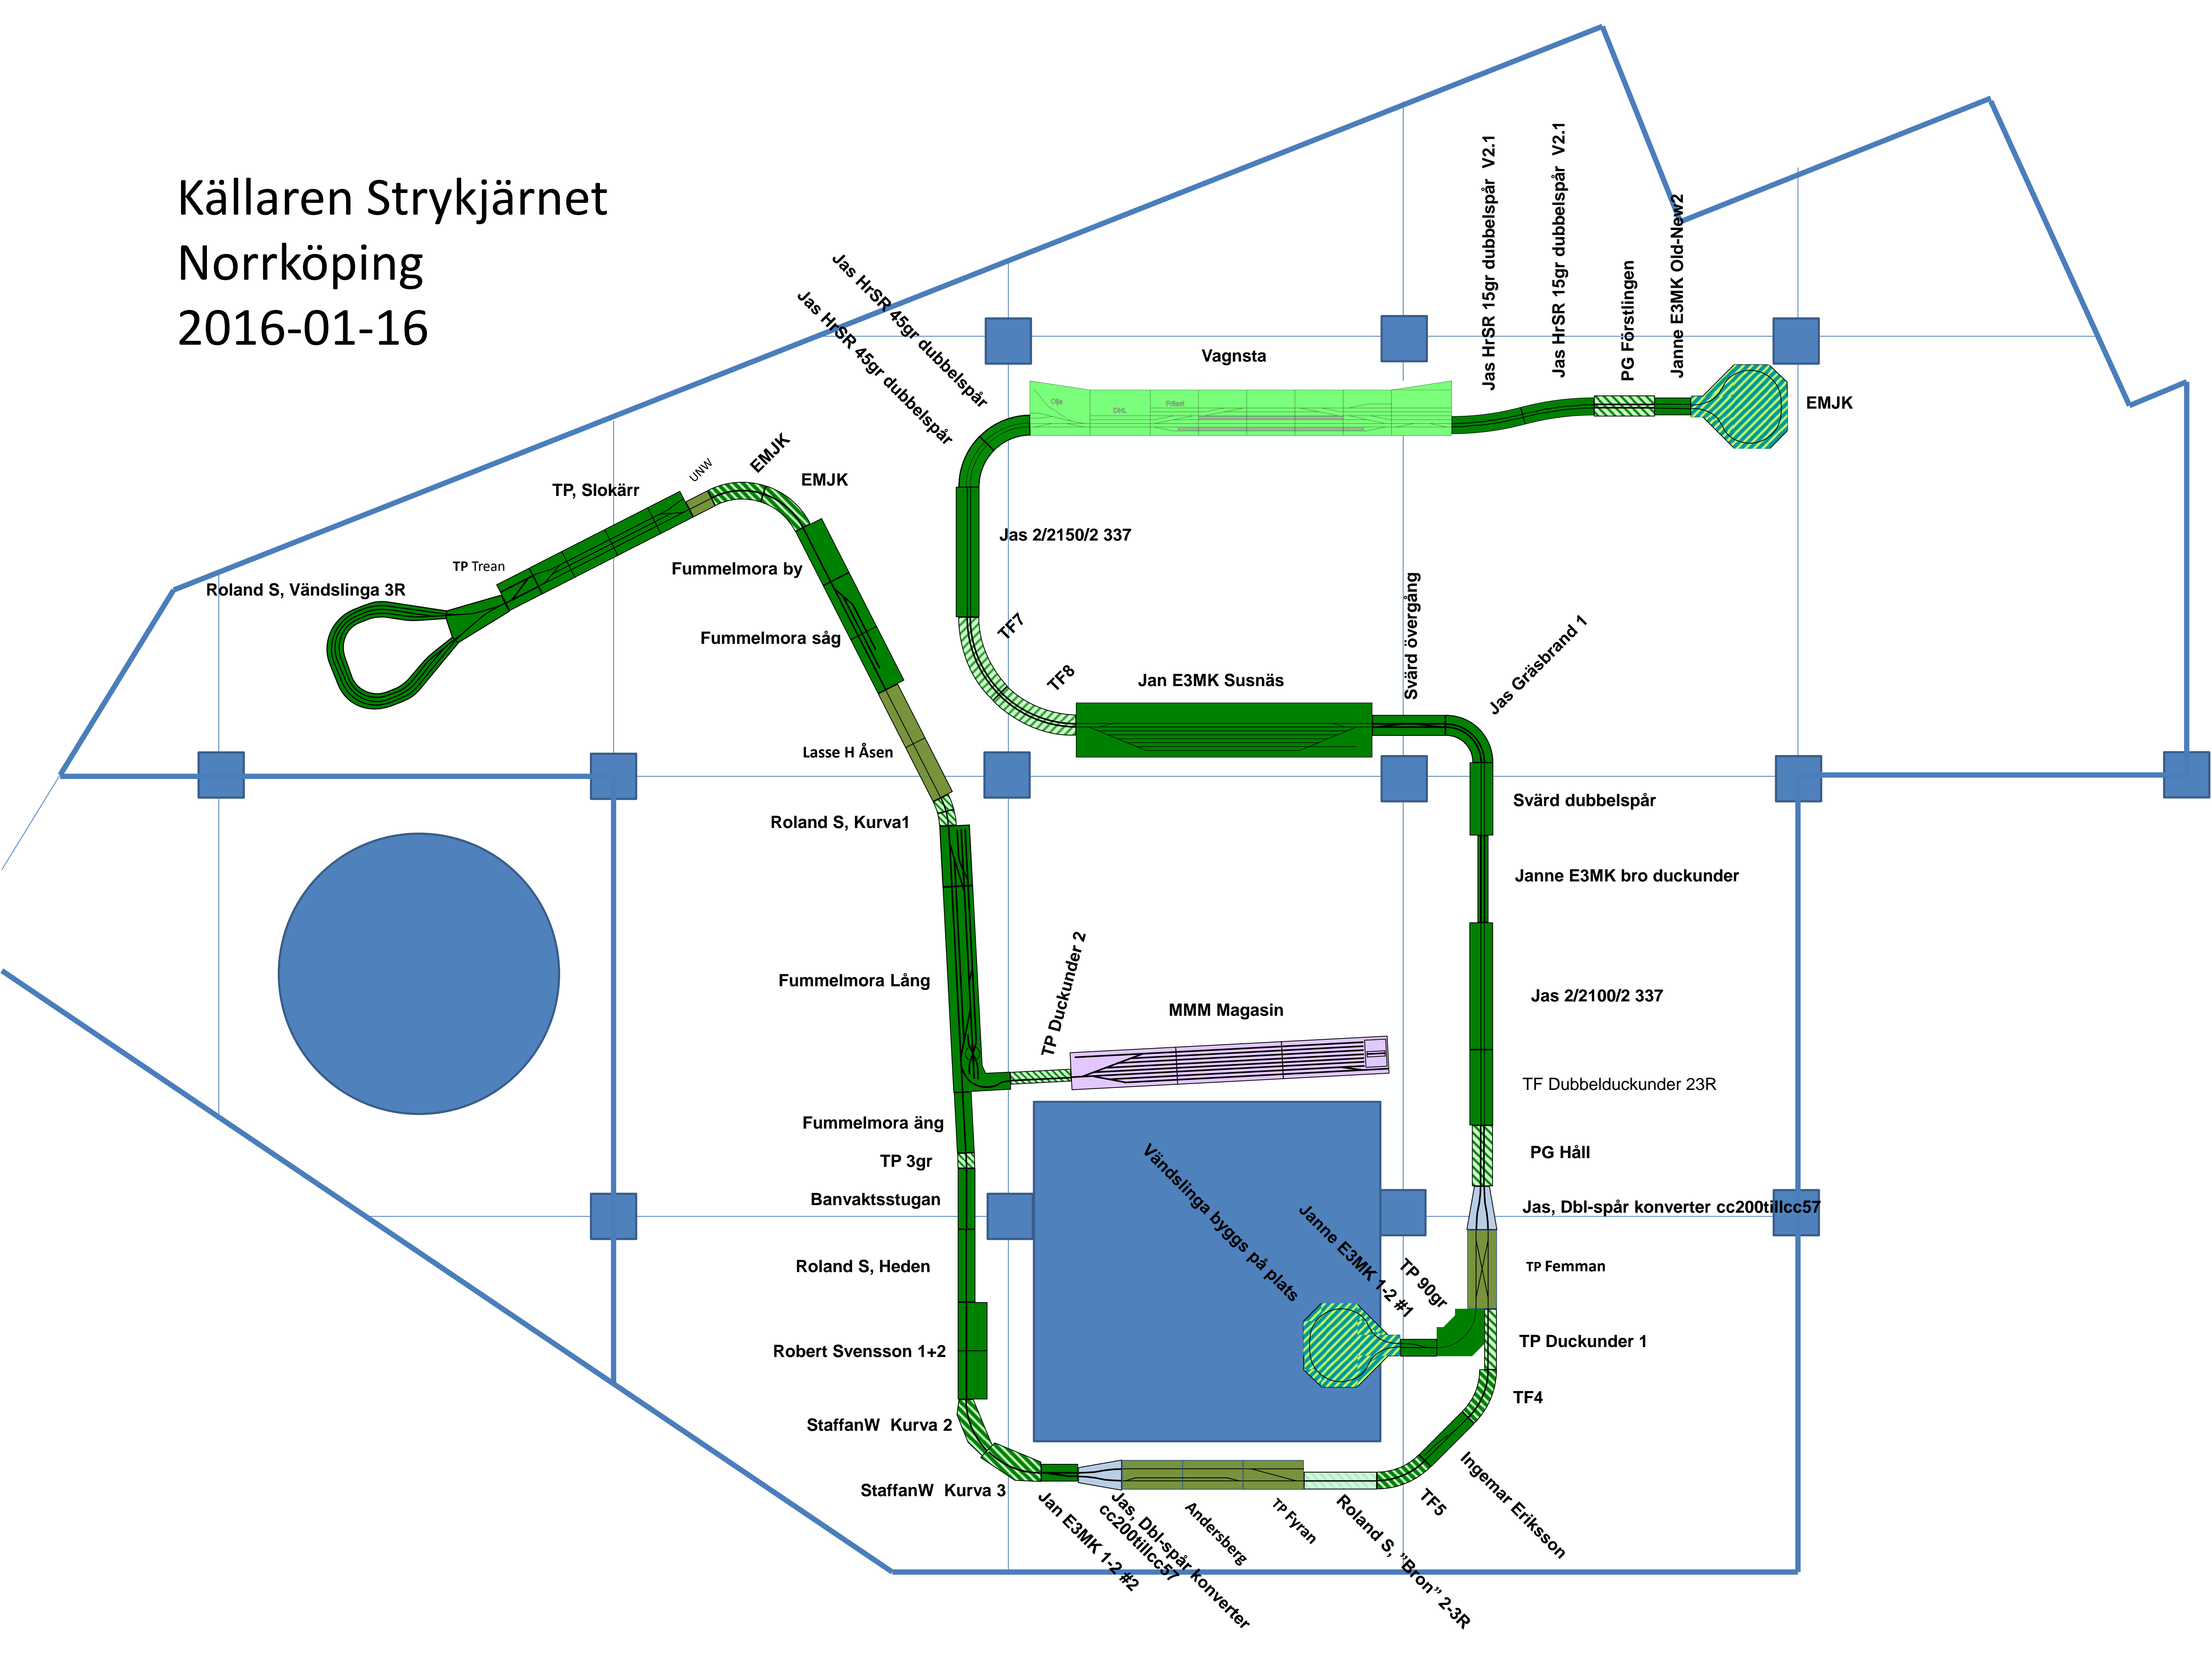 Källaren Strykjärnet
Norrköping
2016-01-16
Jas HrSR 45gr dubbelspår
Jas HrSR 45gr dubbelspår
Vagnsta
Olja
DHL
Frilast
Jas HrSR 15gr dubbelspår V2.1
Jas HrSR 15gr dubbelspår V2.1
PG Förstlingen
Janne E3MK Old-New2
EMJK
EMJK
EMJK
UNW
TP, Slokärr
TP Trean
Roland S, Vändslinga 3R
Fummelmora by
Fummelmora såg
Lasse H Åsen
Roland S, Kurva1
Jas 2/2150/2 337
TF7
TF8
Jan E3MK Susnäs
Svärd övergång
Jas Gräsbrand 1
Svärd dubbelspår
Janne E3MK bro duckunder
Jas 2/2100/2 337
TF Dubbelduckunder 23R
PG Håll
Jas, Dbl-spår konverter cc200tillcc57
TP Femman
TP Duckunder 1
TF4
Fummelmora Lång
TP Duckunder 2
MMM Magasin
Fummelmora äng
TP 3gr
Banvaktsstugan
Roland S, Heden
Robert Svensson 1+2
StaffanW Kurva 2
StaffanW Kurva 3
Vändslinga byggs på plats
Janne E3MK 1-2 #1
TP 90gr
Jan E3MK 1-2 #2
Jas, Dbl-spår konverter
cc200tillcc57
Andersberg
TP Fyran
Roland S, ”Bron” 2-3R
TF5
Ingemar Eriksson